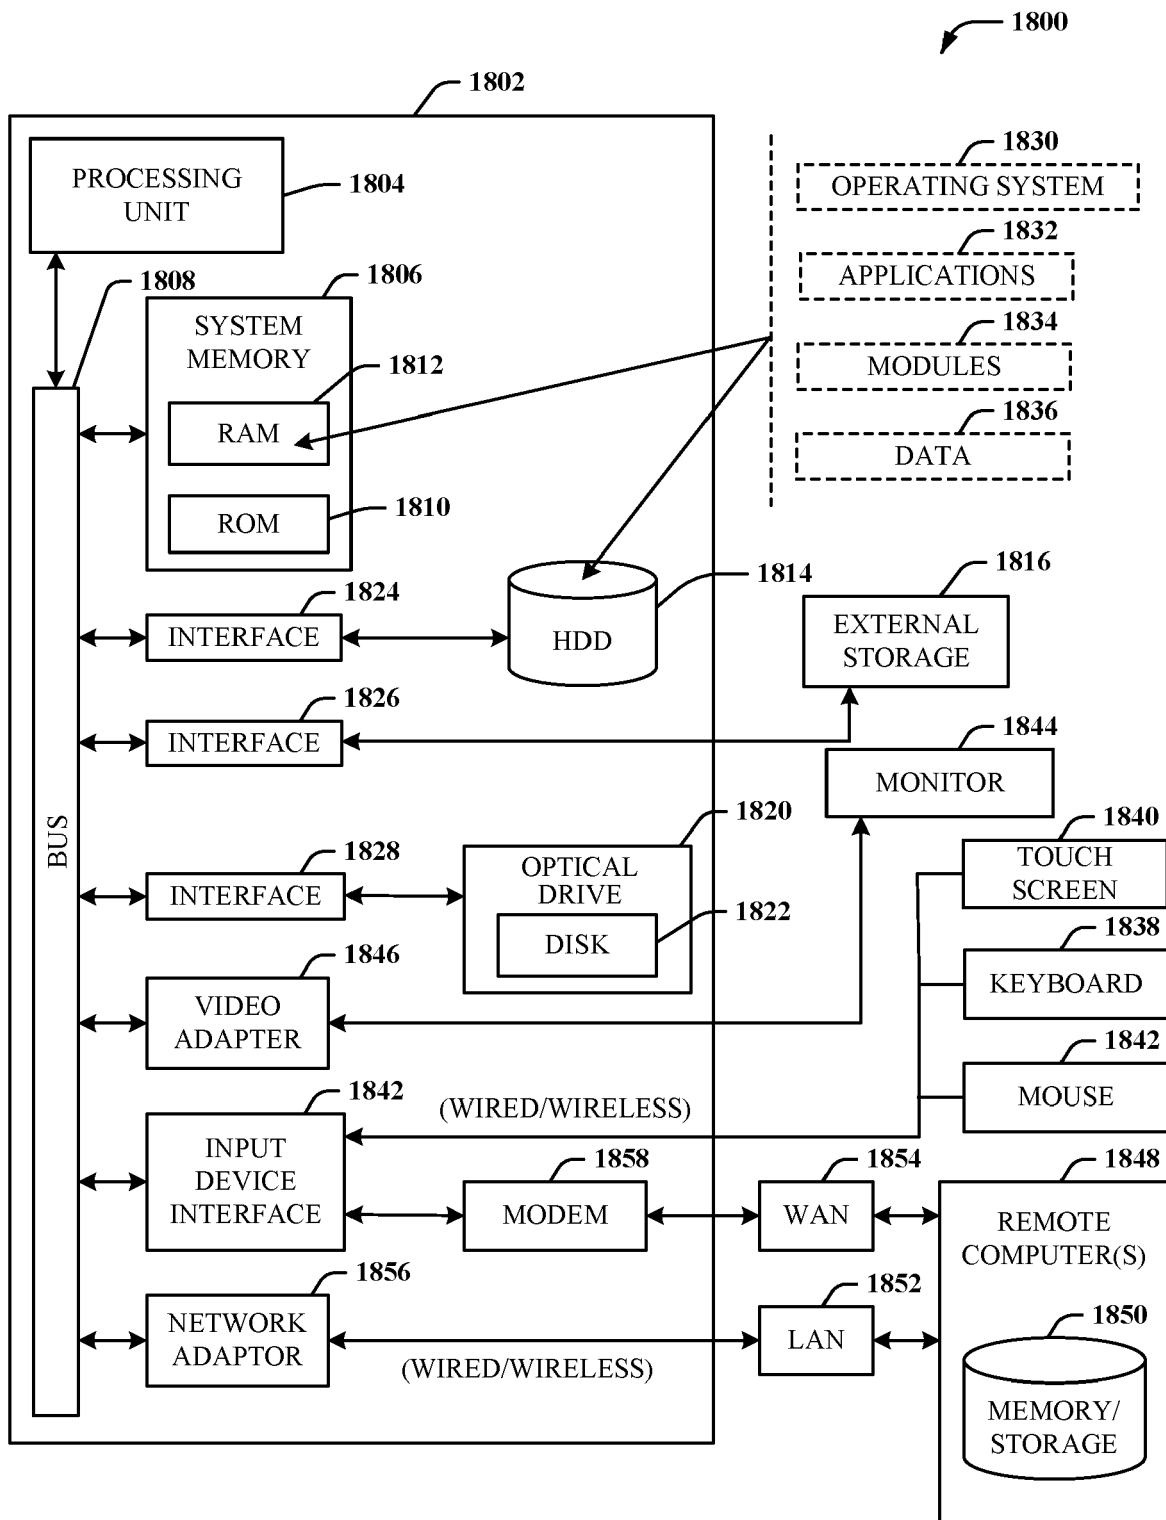 1800
1802
PROCESSING
UNIT
1804
1808
1806
SYSTEM
MEMORY
1812
RAM
ROM
1810
1830
OPERATING SYSTEM
1832
APPLICATIONS
1834
MODULES
1836
DATA
1824
INTERFACE
HDD
1814
1816
EXTERNAL
STORAGE
1826
INTERFACE
1844
MONITOR
BUS
1828
INTERFACE
1820
OPTICAL
DRIVE
1822
DISK
1840
TOUCH
SCREEN
1838
KEYBOARD
1842
MOUSE
1846
VIDEO
ADAPTER
1842
INPUT
DEVICE
INTERFACE
(WIRED/WIRELESS)
1858
MODEM
1854
WAN
1848
REMOTE
COMPUTER(S)
1856
NETWORK
ADAPTOR
(WIRED/WIRELESS)
1852
LAN
1850
MEMORY/
STORAGE